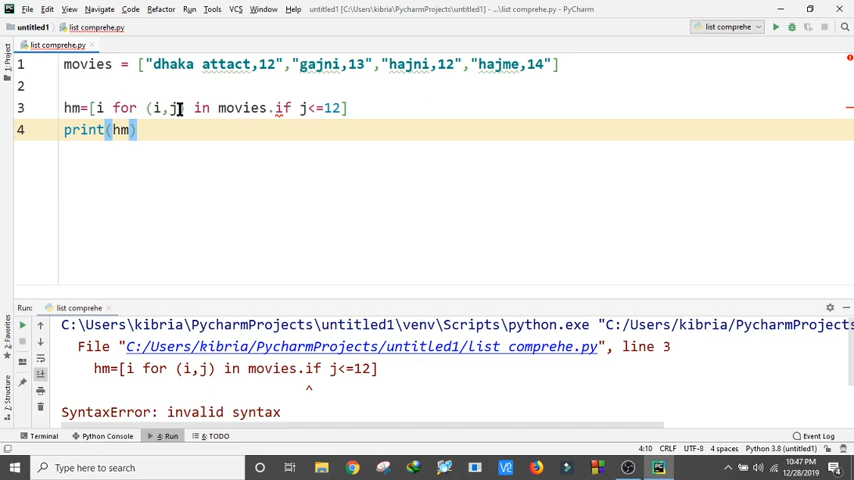 File Edit View Navigate Code Refactor Run Tools VCS Window Help untitled1 [C:\Users\kibria\PycharmProjects\untitled1] - ...\list comprehe.py - PyCharm
untitled1 list comprehe.py list comprehe
list comprehe.py
1: Project
1 movies = ["dhaka attact,12","gajni,13","hajni,12","hajme,14"]
2
3 hm=[i for (i,j) in movies.if j<=12]
4 print(hm)
Run: list comprehe
C:\Users\kibria\PycharmProjects\untitled1\venv\Scripts\python.exe "C:/Users/kibria/PycharmProjects
File "C:/Users/kibria/PycharmProjects/untitled1/list comprehe.py", line 3
hm=[i for (i,j) in movies.if j<=12]
^
SyntaxError: invalid syntax
2: Favorites
7: Structure
Terminal Python Console 4: Run 6: TODO Event Log
4:10 CRLF UTF-8 4 spaces Python 3.8 (untitled1)
Type here to search
10:47 PM
12/28/2019